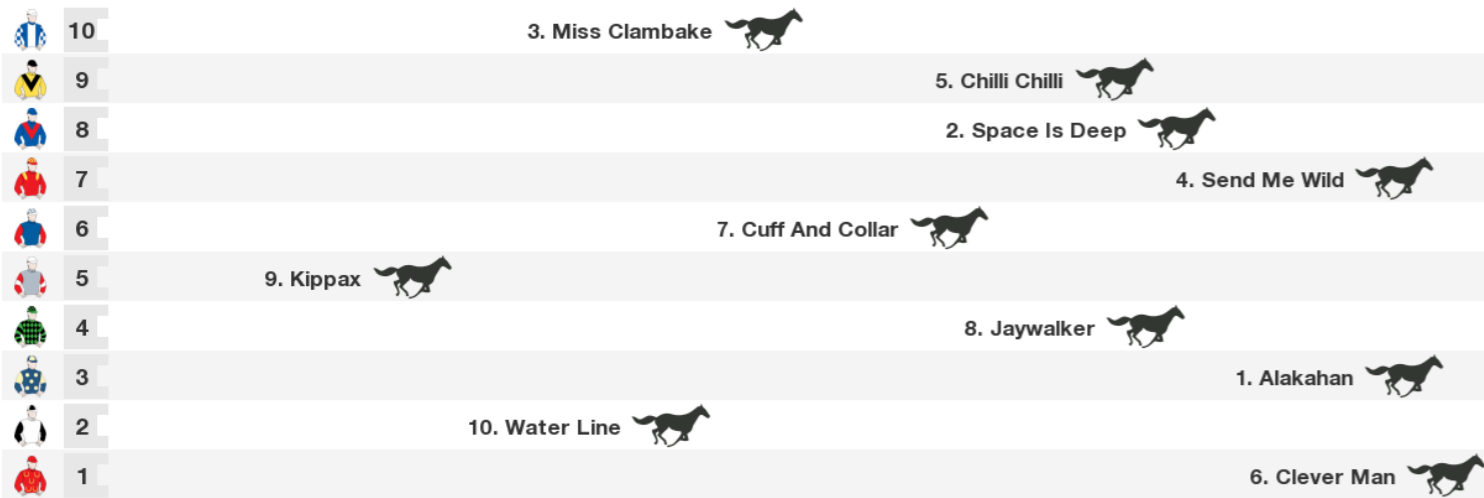 10 3. Miss Clambake
9 5. Chilli Chilli
8 2. Space Is Deep
7 4. Send Me Wild
6 7. Cuff And Collar
5 9. Kippax
4 8. Jaywalker
3 1. Alakahan
2 10. Water Line
1 6. Clever Man